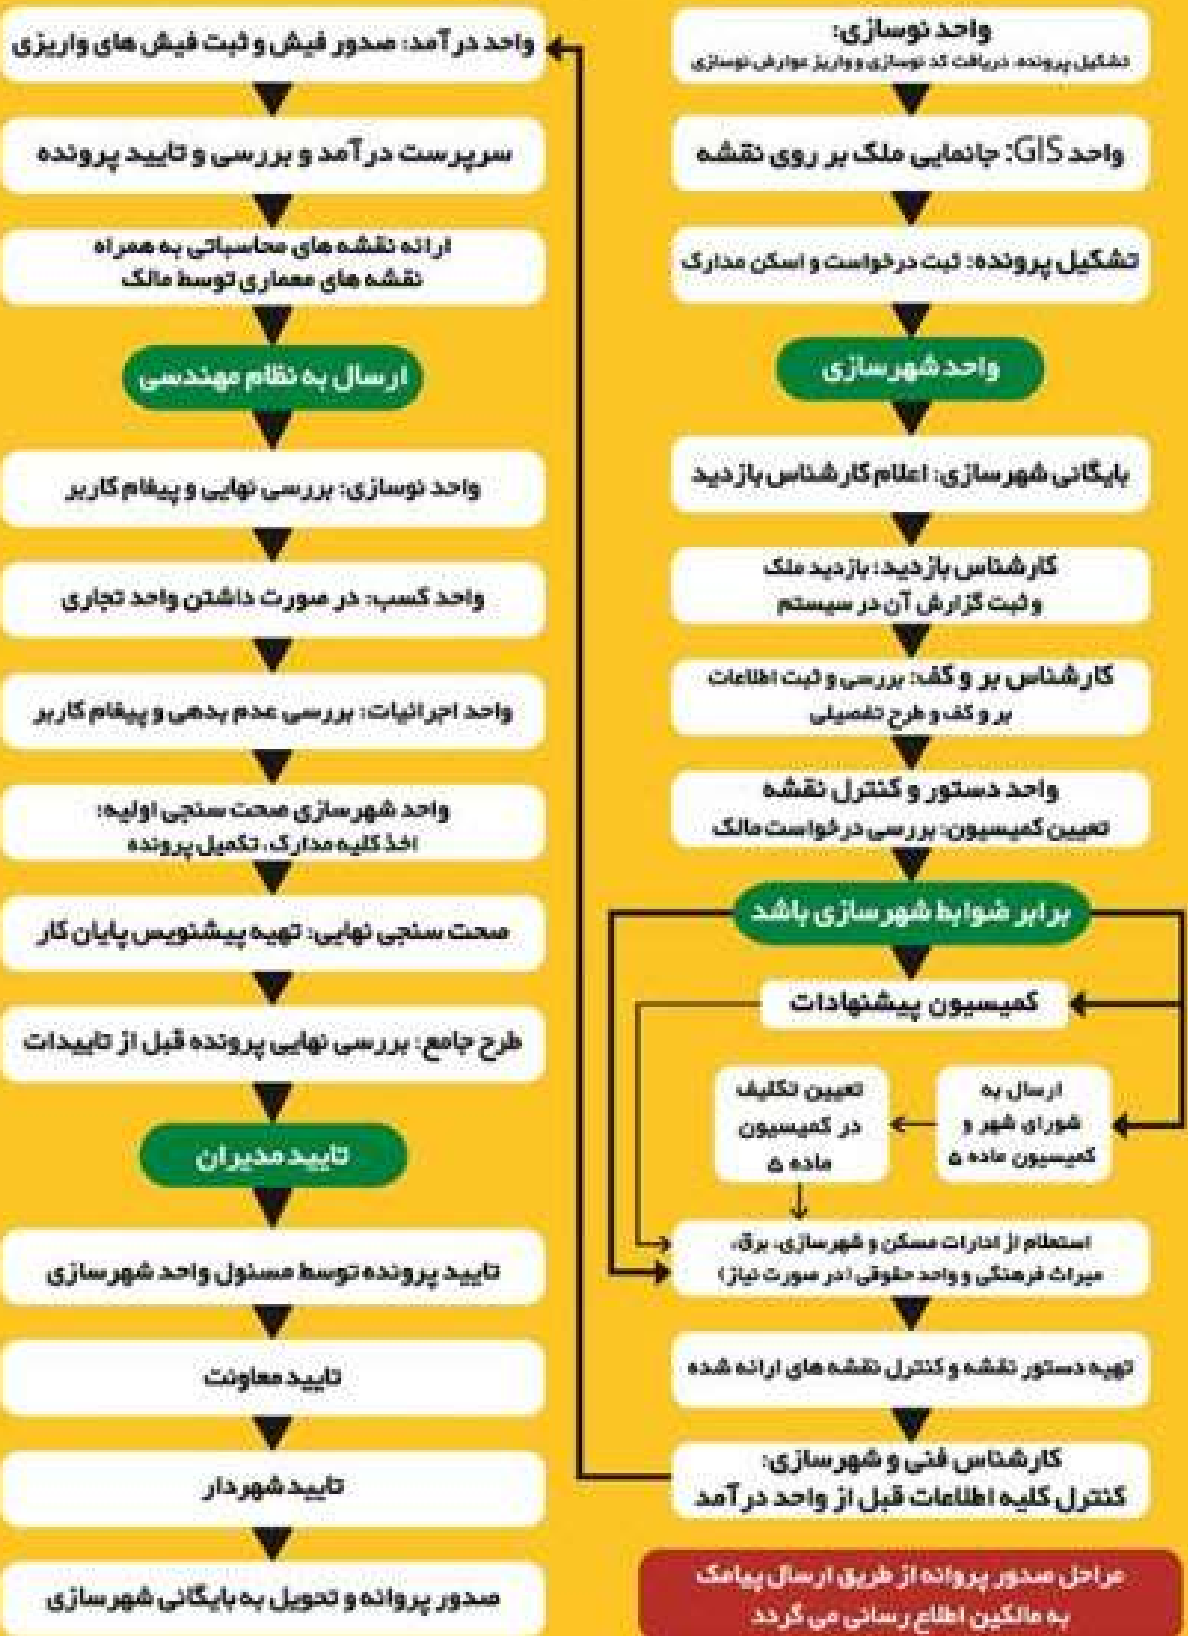 واحد نوسازی:
تشکیل پرونده، دریافت کد نوسازی و واریز عوارض نوسازی
واحد GIS: جانمایی ملک بر روی نقشه
تشکیل پرونده: ثبت درخواست و اسکن مدارک
واحد شهرسازی
بایگانی شهرسازی: اعلام کارشناس بازدید
کارشناس بازدید: بازدید ملک
و ثبت گزارش آن در سیستم
کارشناس بر و کف: بررسی و ثبت اطلاعات
بر و کف و طرح تفصیلی
واحد دستور و کنترل نقشه
تعیین کمیسیون: بررسی درخواست مالک
برابر ضوابط شهرسازی باشد
کمیسیون پیشنهادات
ارسال به
شورای شهر و
کمیسیون ماده ۵
تعیین تکلیف
در کمیسیون
ماده ۵
استعلام از ادارات مسکن و شهرسازی، برق،
میراث فرهنگی و واحد حقوقی (در صورت نیاز)
تهیه دستور نقشه و کنترل نقشه های ارائه شده
کارشناس فنی و شهرسازی:
کنترل کلیه اطلاعات قبل از واحد درآمد
مراحل صدور پروانه از طریق ارسال پیامک
به مالکین اطلاع رسانی می گردد
واحد درآمد: صدور فیش و ثبت فیش های واریزی
سرپرست درآمد و بررسی و تایید پرونده
ارائه نقشه های محاسباتی به همراه
نقشه های معماری توسط مالک
ارسال به نظام مهندسی
واحد نوسازی: بررسی نهایی و پیغام کاربر
واحد کسب: در صورت داشتن واحد تجاری
واحد اجرائیات: بررسی عدم بدهی و پیغام کاربر
واحد شهرسازی صحت سنجی اولیه:
اخذ کلیه مدارک، تکمیل پرونده
صحت سنجی نهایی: تهیه پیشنویس پایان کار
طرح جامع: بررسی نهایی پرونده قبل از تاییدات
تایید مدیران
تایید پرونده توسط مسئول واحد شهرسازی
تایید معاونت
تایید شهردار
صدور پروانه و تحویل به بایگانی شهرسازی